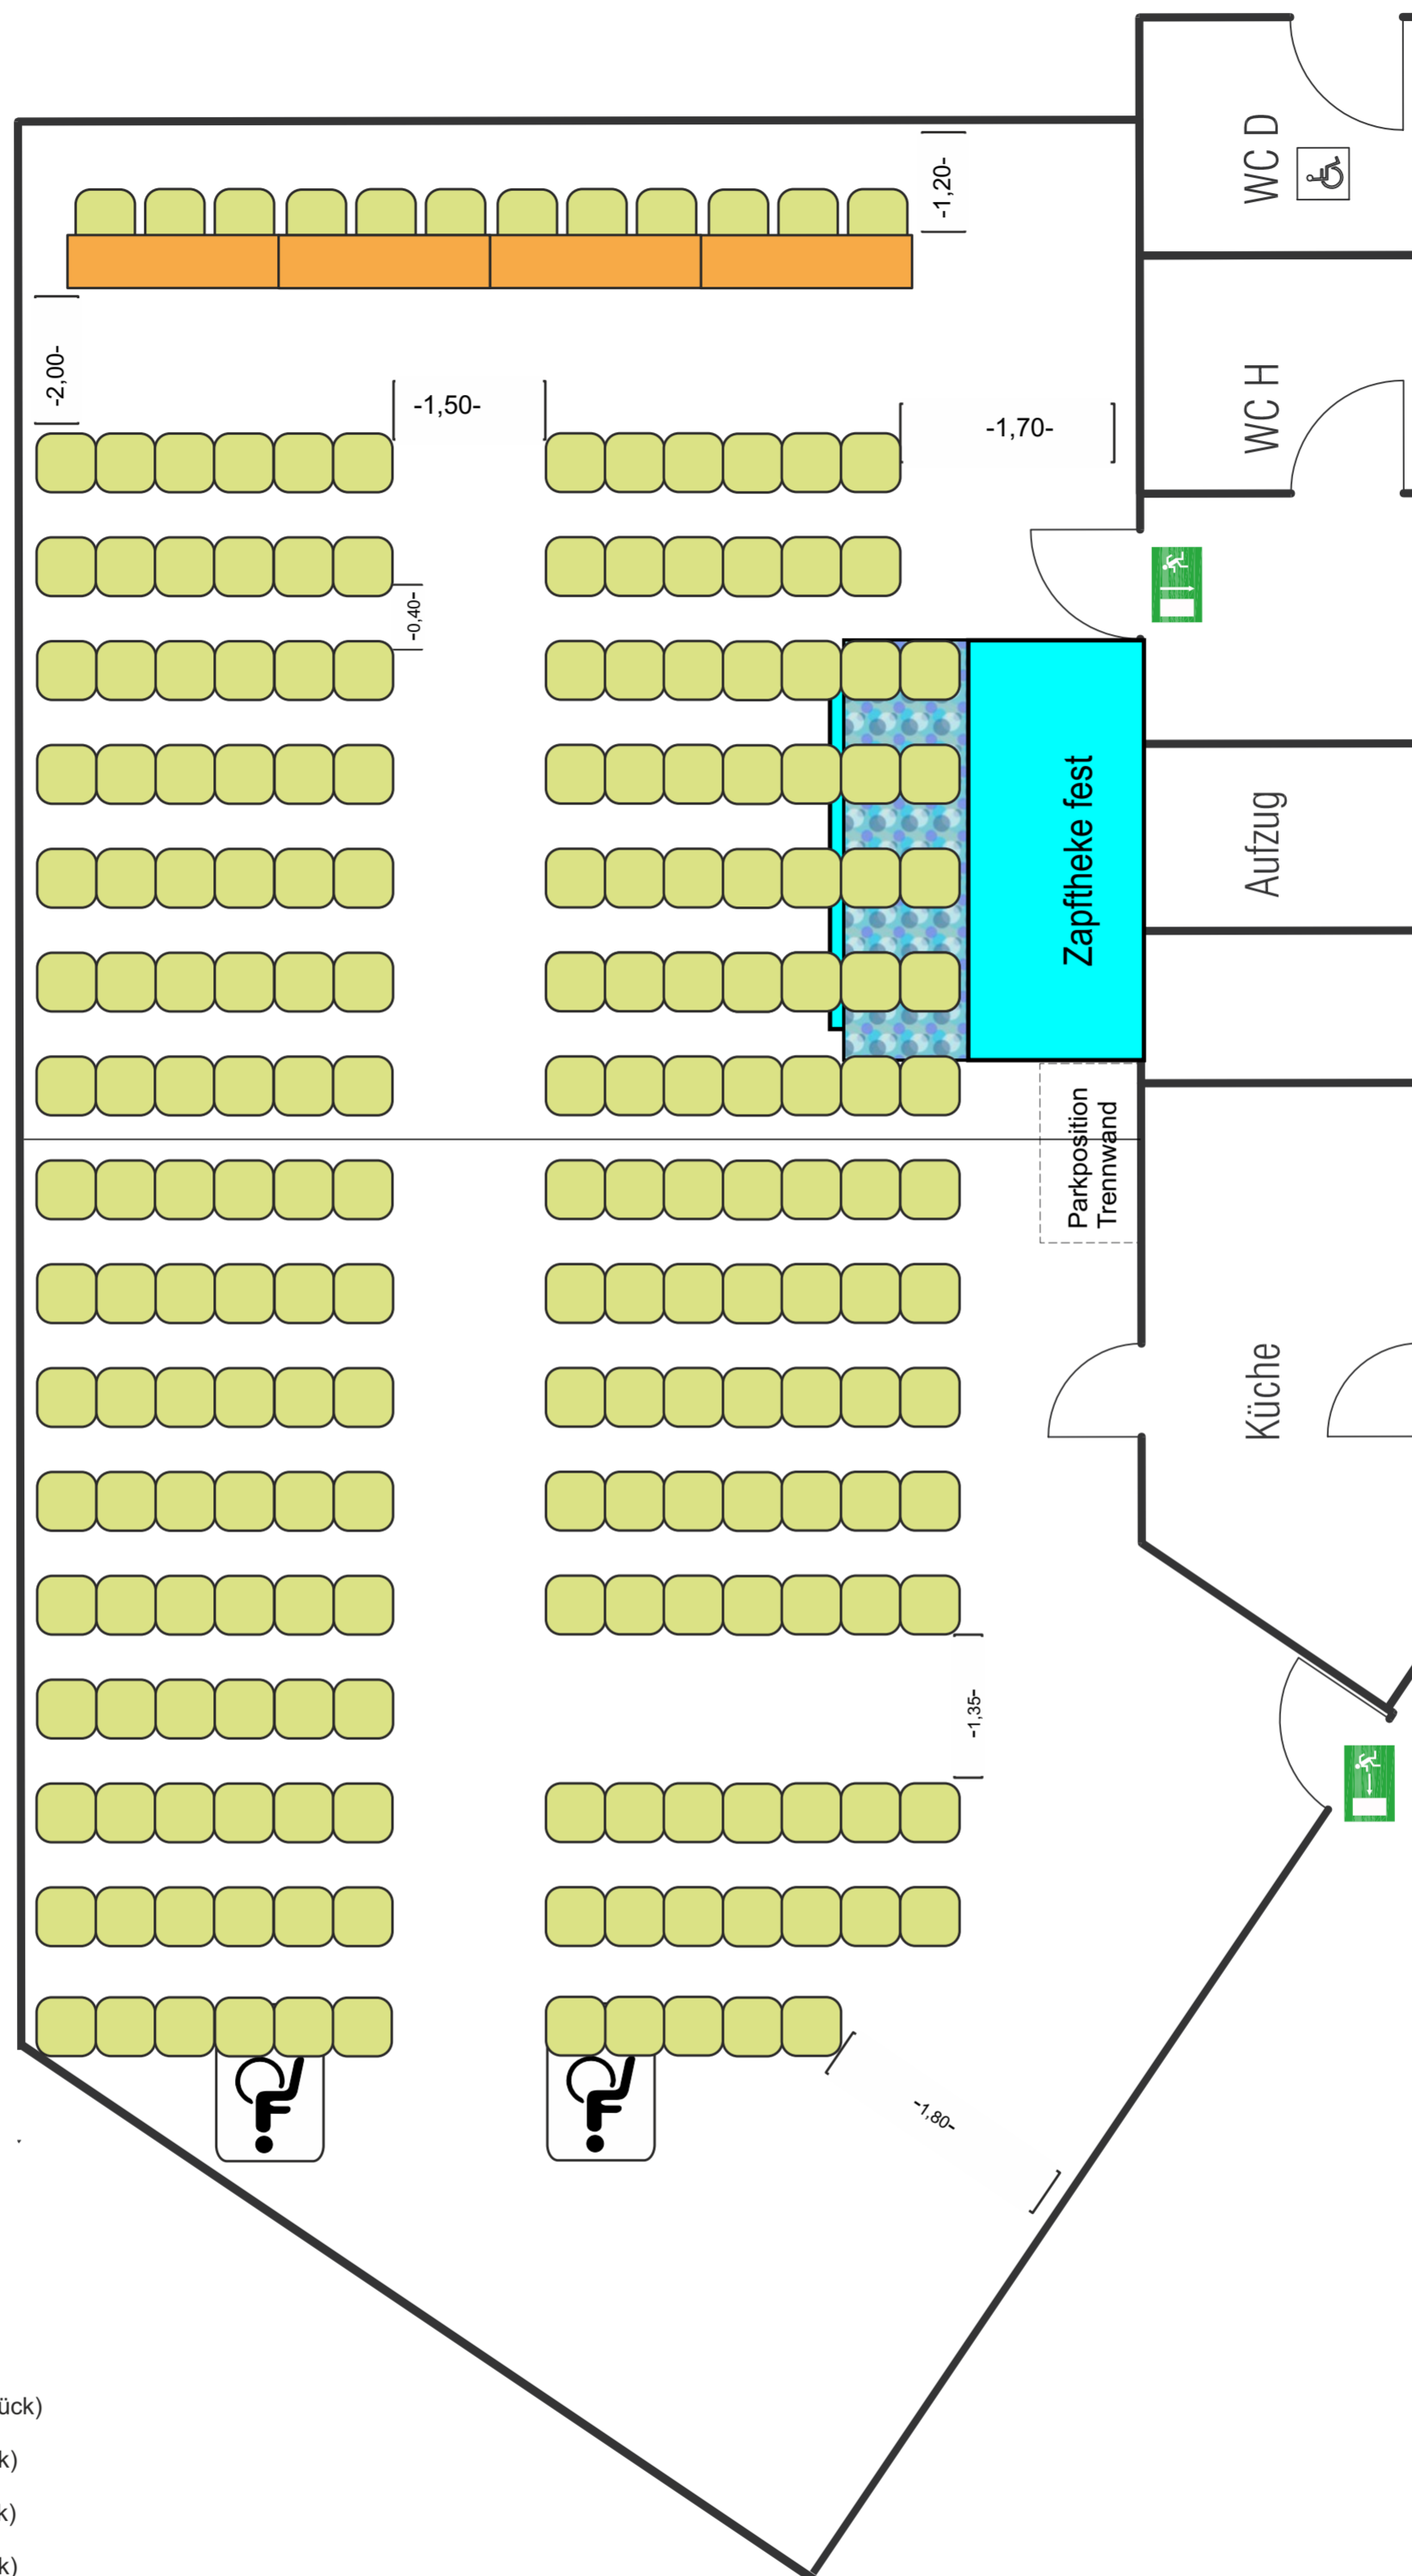 WC D
-1,20-
-2,00-
WC H
-1,50-
-1,70-
-0,40-
Zapftheke fest
Aufzug
Parkposition
Trennwand
Küche
-1,35-
-1,80-
ück)
k)
k)
k)